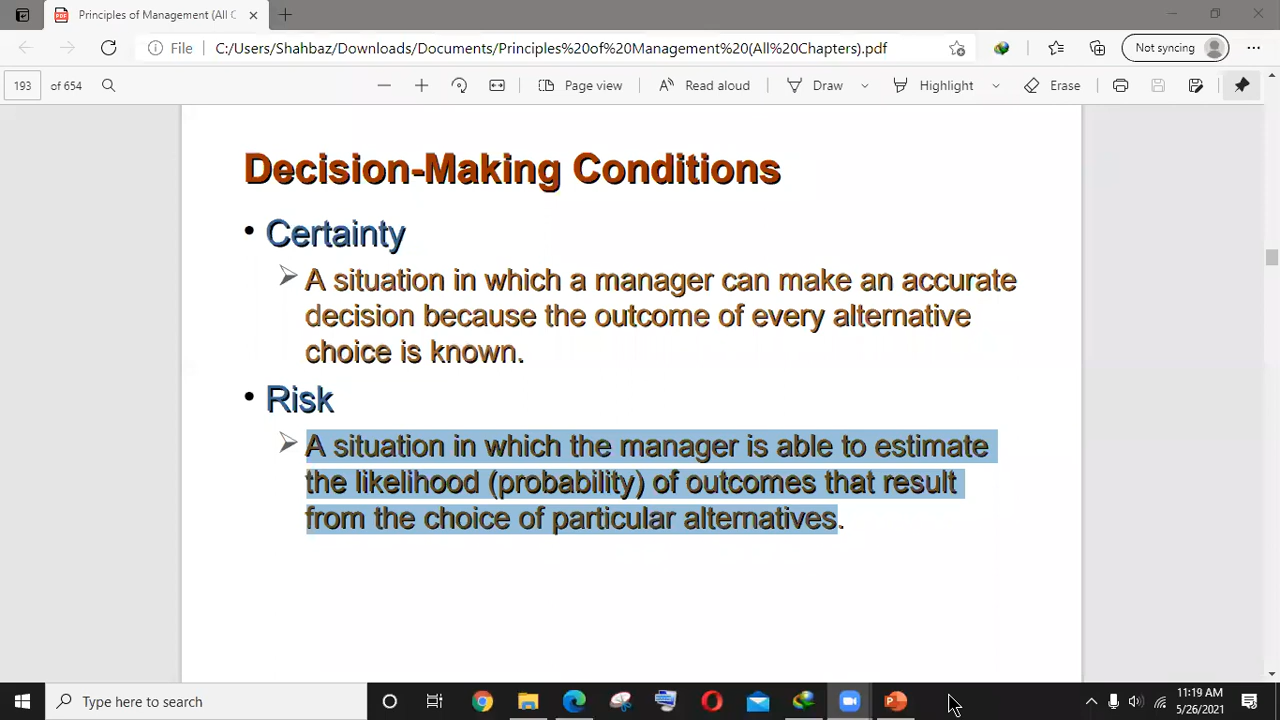 Principles of Management (All C
File
C:/Users/Shahbaz/Downloads/Documents/Principles%20of%20Management%20(All%20Chapters).pdf
Not syncing
193 of 654
Page view
Read aloud
Draw
Highlight
Erase
Decision-Making Conditions
• Certainty
A situation in which a manager can make an accurate
decision because the outcome of every alternative
choice is known.
• Risk
A situation in which the manager is able to estimate
the likelihood (probability) of outcomes that result
from the choice of particular alternatives.
Type here to search
11:19 AM
5/26/2021